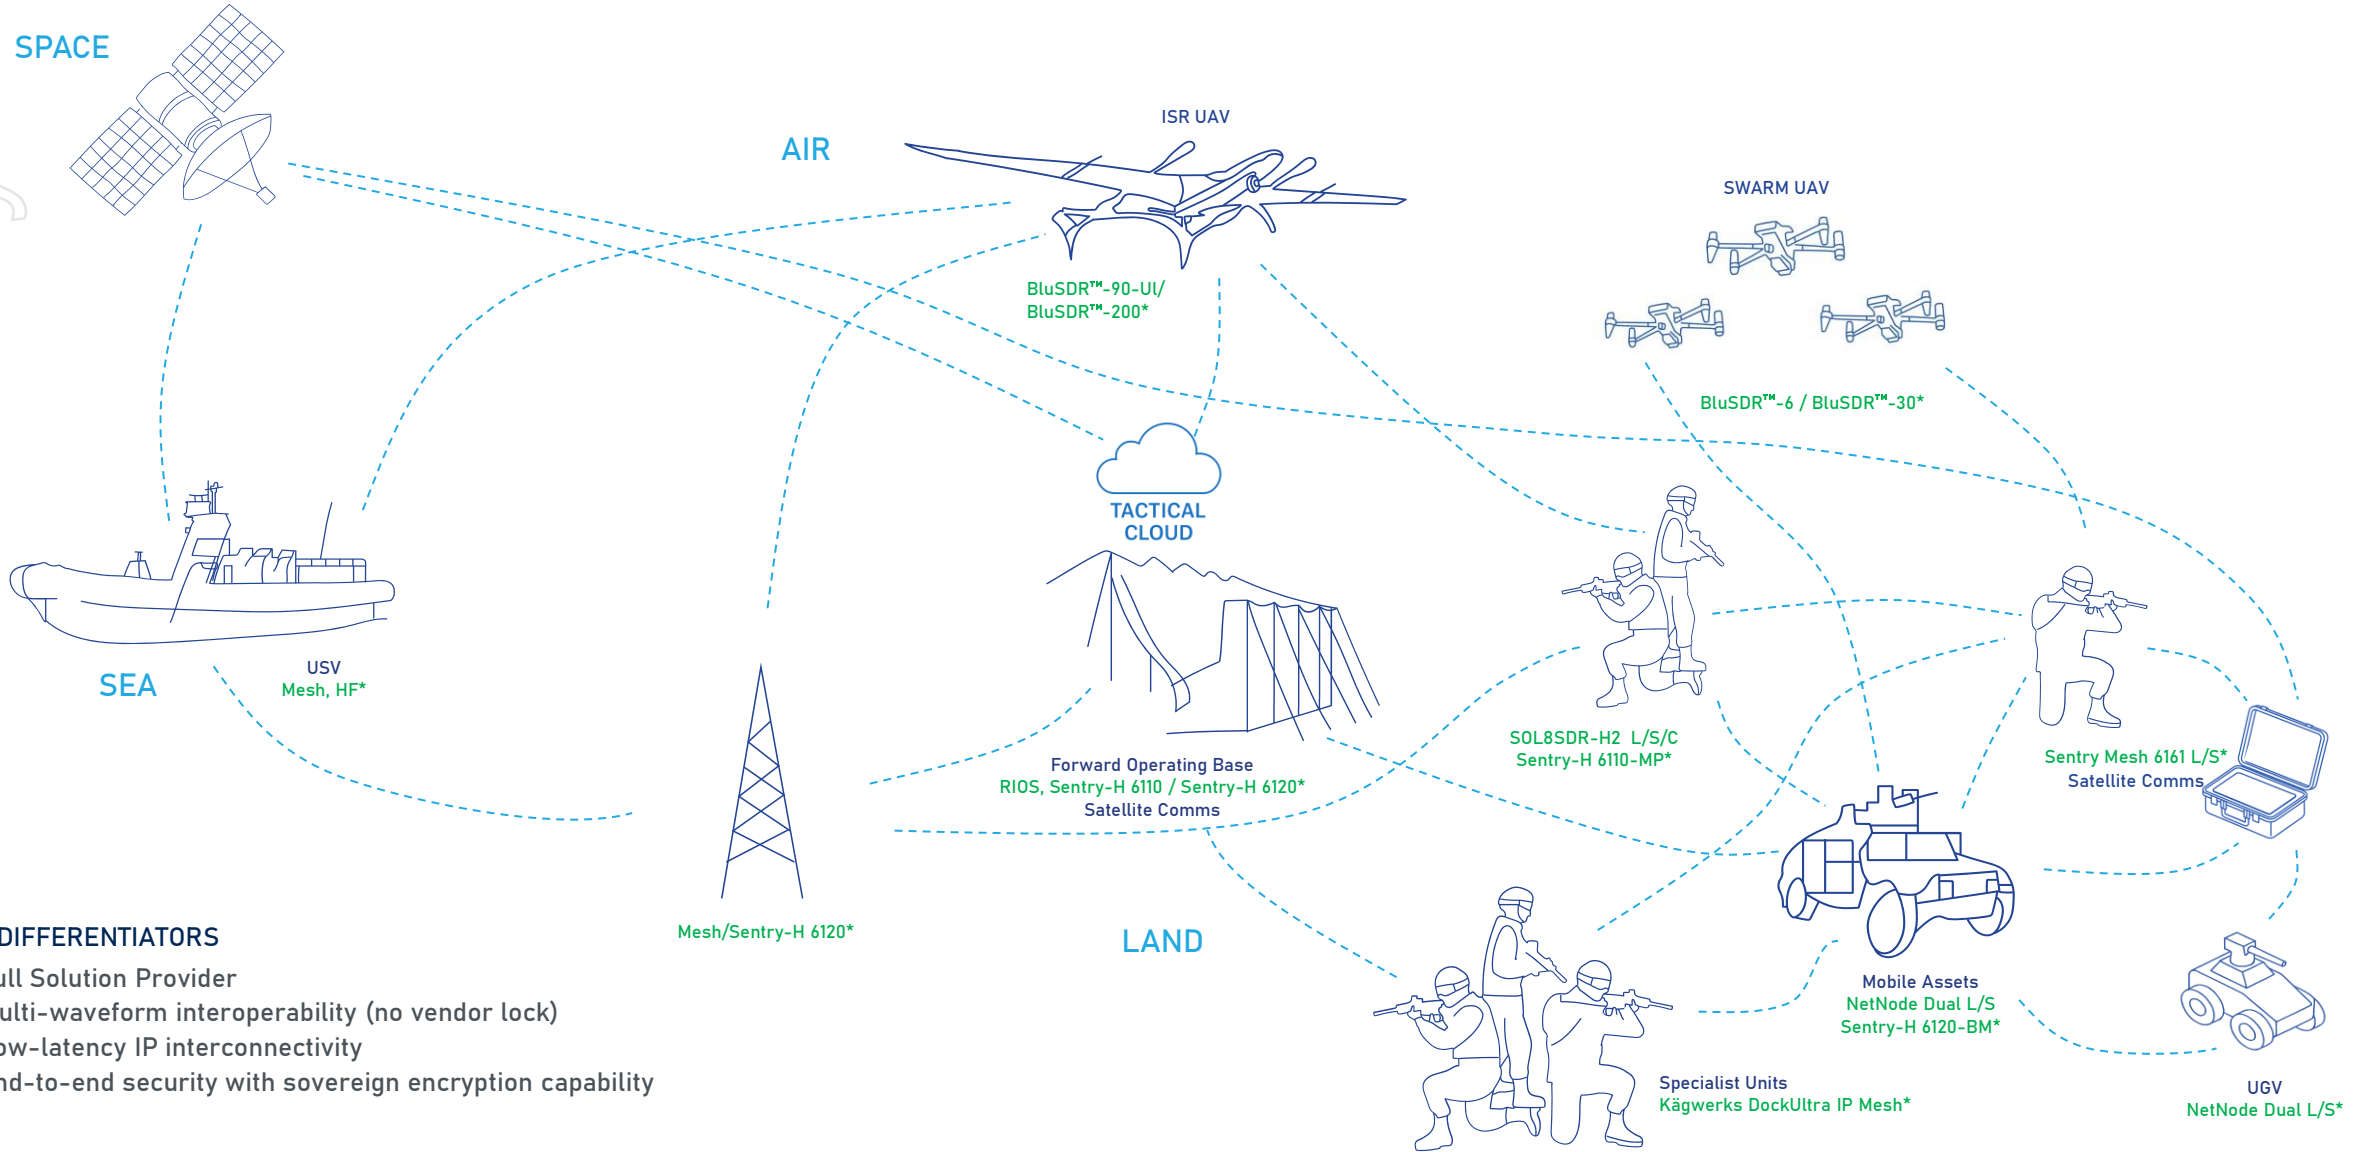 SPACE
AIR
ISR UAV
SWARM UAV
BluSDR™-90-UI/
BluSDR™-200*
BluSDR™-6 / BluSDR™-30*
TACTICAL
CLOUD
USV
Mesh, HF*
SEA
Forward Operating Base
RIOS, Sentry-H 6110 / Sentry-H 6120*
Satellite Comms
SOL8SDR-H2 L/S/C
Sentry-H 6110-MP*
Sentry Mesh 6161 L/S*
Satellite Comms
Mesh/Sentry-H 6120*
LAND
Mobile Assets
NetNode Dual L/S
Sentry-H 6120-BM*
Specialist Units
Kägwerks DockUltra IP Mesh*
UGV
NetNode Dual L/S*
DIFFERENTIATORS
ull Solution Provider
ulti-waveform interoperability (no vendor lock)
ow-latency IP interconnectivity
nd-to-end security with sovereign encryption capability